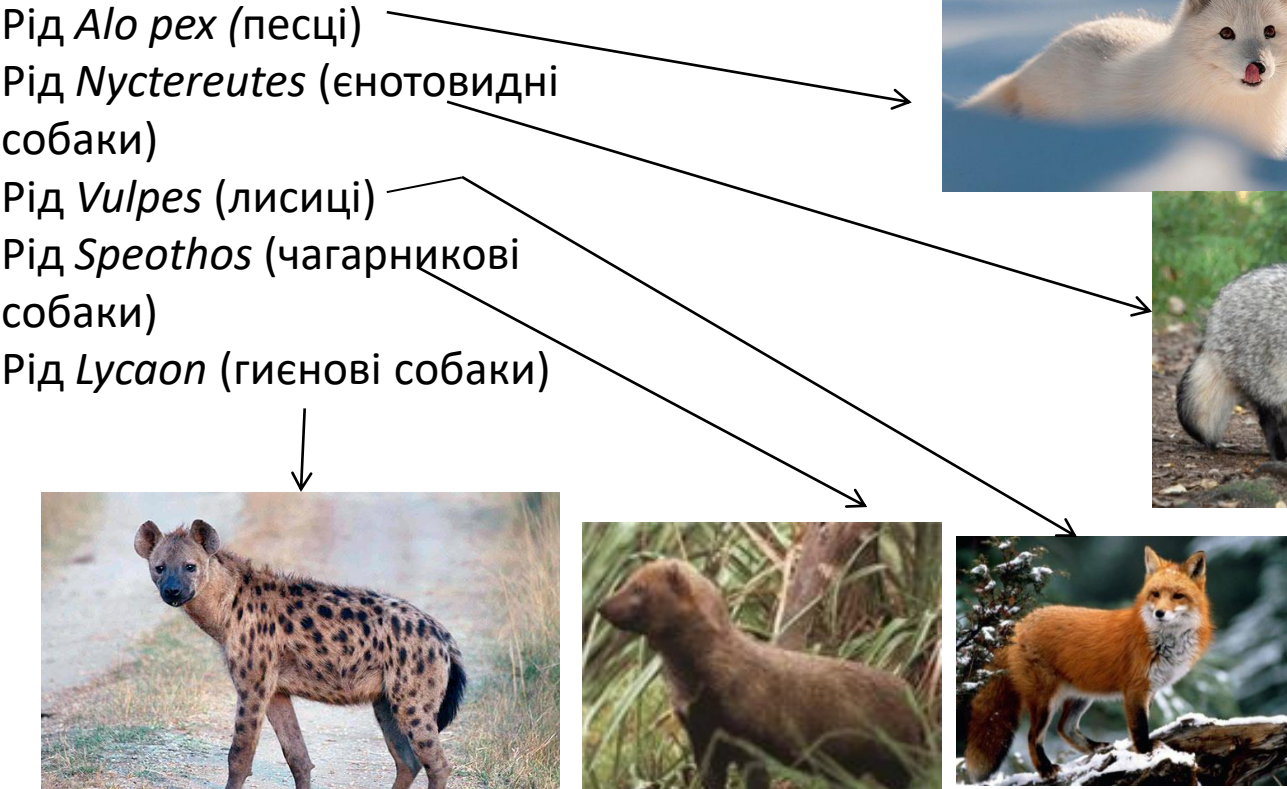 Рід Alo pex (песці)
Рід Nyctereutes (єнотовидні
собаки)
Рід Vulpes (лисиці)
Рід Speothos (чагарникові
собаки)
Рід Lycaon (гиєнові собаки)